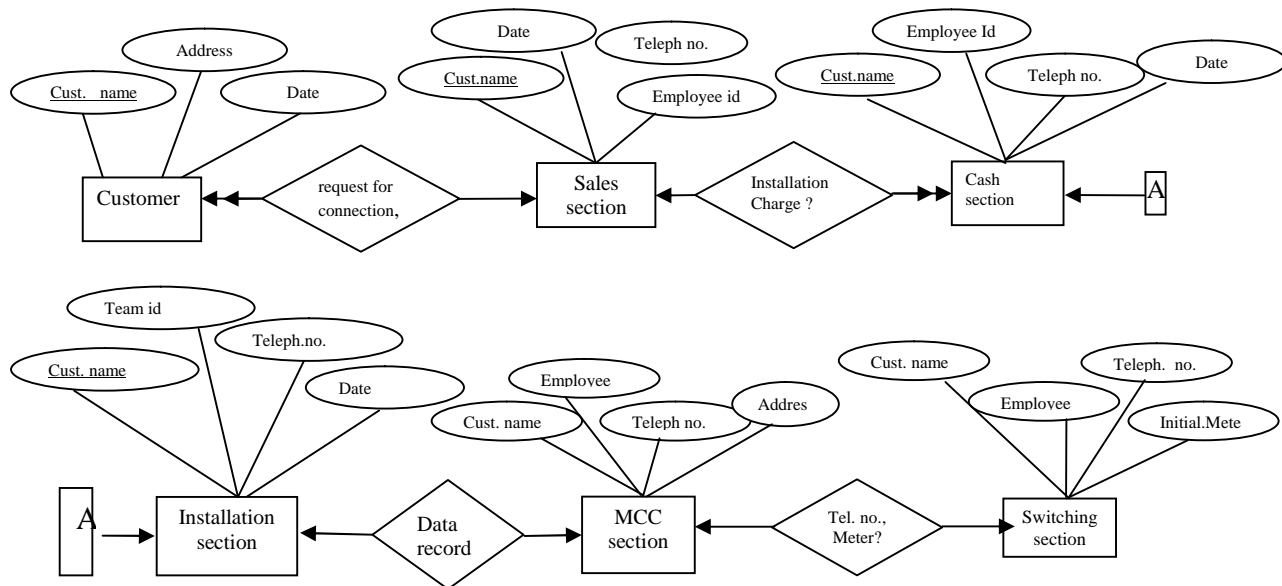 Address
Cust. name
Date
Customer
request for
connection,
Date
Teleph no.
Cust.name
Employee id
Sales
section
Installation
Charge ?
Employee Id
Cust.name
Teleph no.
Date
Cash
section
A
Team id
Cust. name
Teleph.no.
Date
A
Installation
section
Data
record
Employee
Cust. name
Teleph no.
Addres
MCC
section
Tel. no.,
Meter?
Cust. name
Teleph. no.
Employee
Initial.Mete
Switching
section